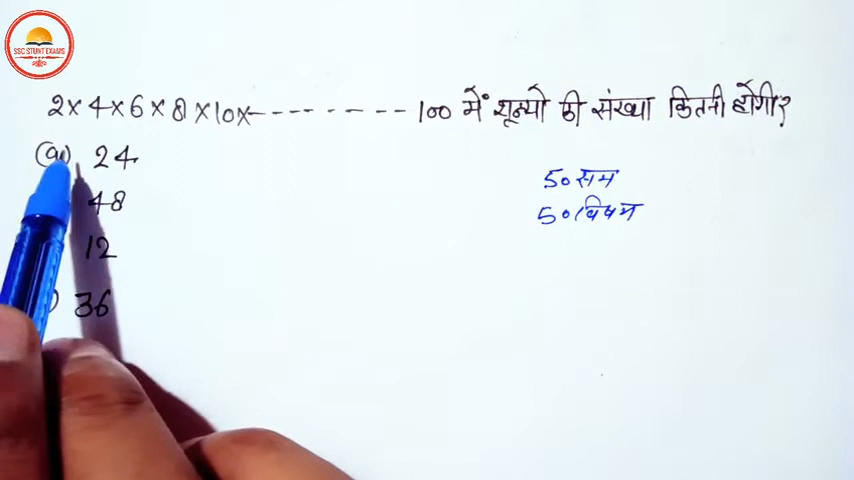 SSC STUNT EXAMS
2× 4× 6 × 8 ×10×- - - - - - - - - 100 में शून्यो की संख्या कितनी होगी?
(a) 24
48
12
) 36
50 सम
50 विषम